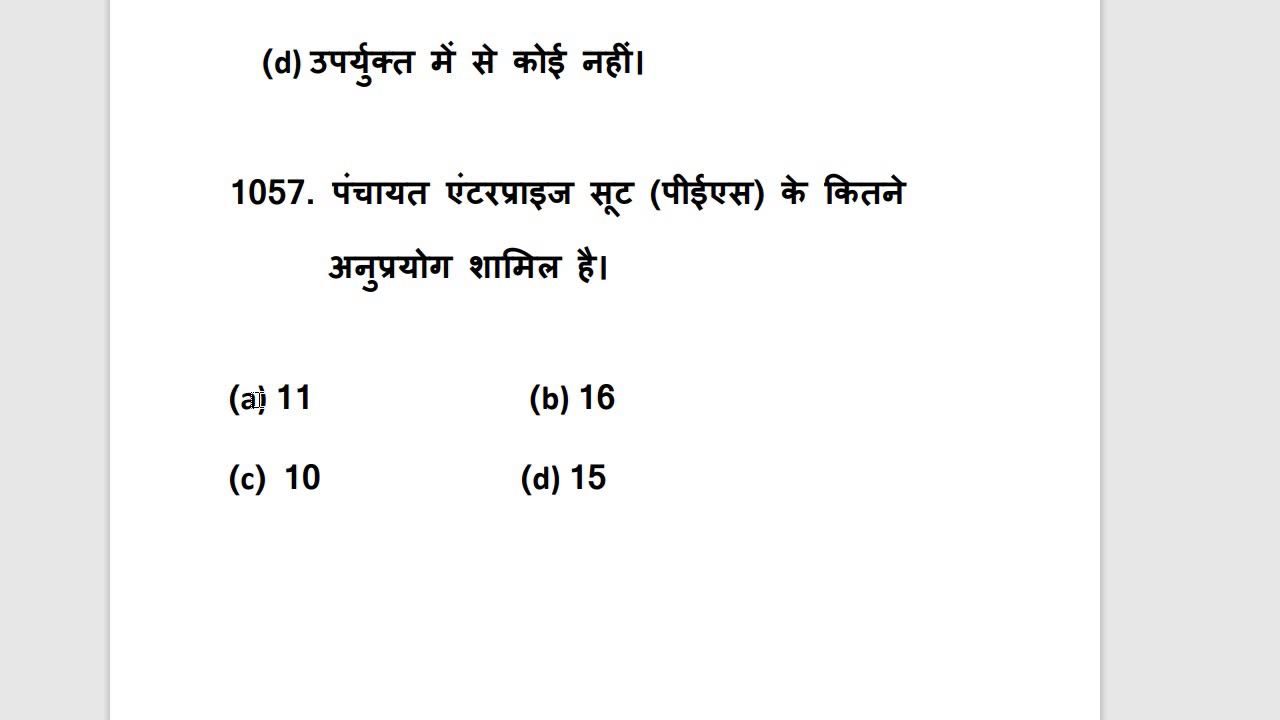 (d) उपर्युक्त में से कोई नहीं।
1057. पंचायत एंटरप्राइज सूट (पीईएस) के कितने
अनुप्रयोग शामिल है।
(a) 11 (b) 16
(c) 10 (d) 15